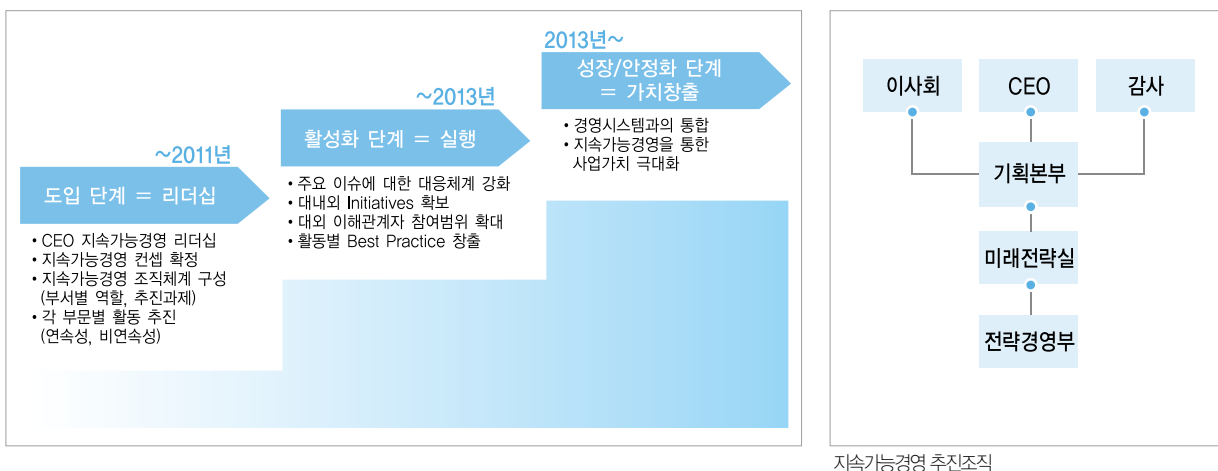 ~2011년
도입 단계 = 리더십
• CEO 지속가능경영 리더십
• 지속가능경영 컨셉 확정
• 지속가능경영 조직체계 구성
(부서별 역할, 추진과제)
• 각 부문별 활동 추진
(연속성, 비연속성)
~2013년
활성화 단계 = 실행
• 주요 이슈에 대한 대응체계 강화
• 대내외 Initiatives 확보
• 대외 이해관계자 참여범위 확대
• 활동별 Best Practice 창출
2013년~
성장/안정화 단계
= 가치창출
• 경영시스템과의 통합
• 지속가능경영을 통한
사업가치 극대화
이사회
CEO
감사
기획본부
미래전략실
전략경영부
지속가능경영 추진조직